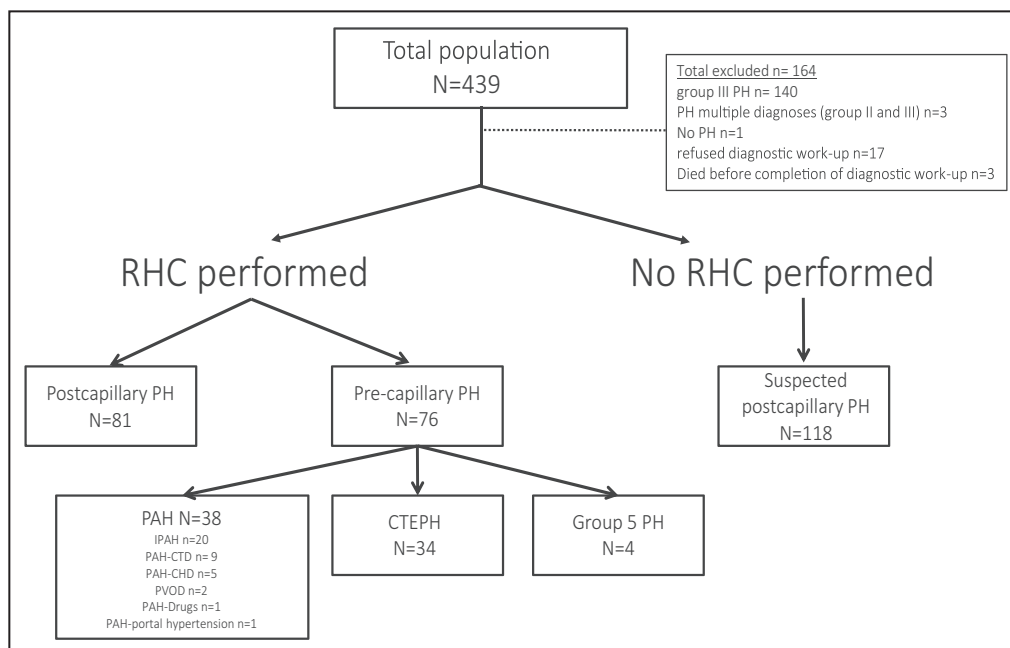 Total population
N=439
Total excluded n= 164
group III PH n= 140
PH multiple diagnoses (group II and III) n=3
No PH n=1
refused diagnostic work-up n=17
Died before completion of diagnostic work-up n=3
RHC performed
No RHC performed
Postcapillary PH
N=81
Pre-capillary PH
N=76
Suspected
postcapillary PH
N=118
PAH N=38
IPAH n=20
PAH-CTD n= 9
PAH-CHD n=5
PVOD n=2
PAH-Drugs n=1
PAH-portal hypertension n=1
CTEPH
N=34
Group 5 PH
N=4